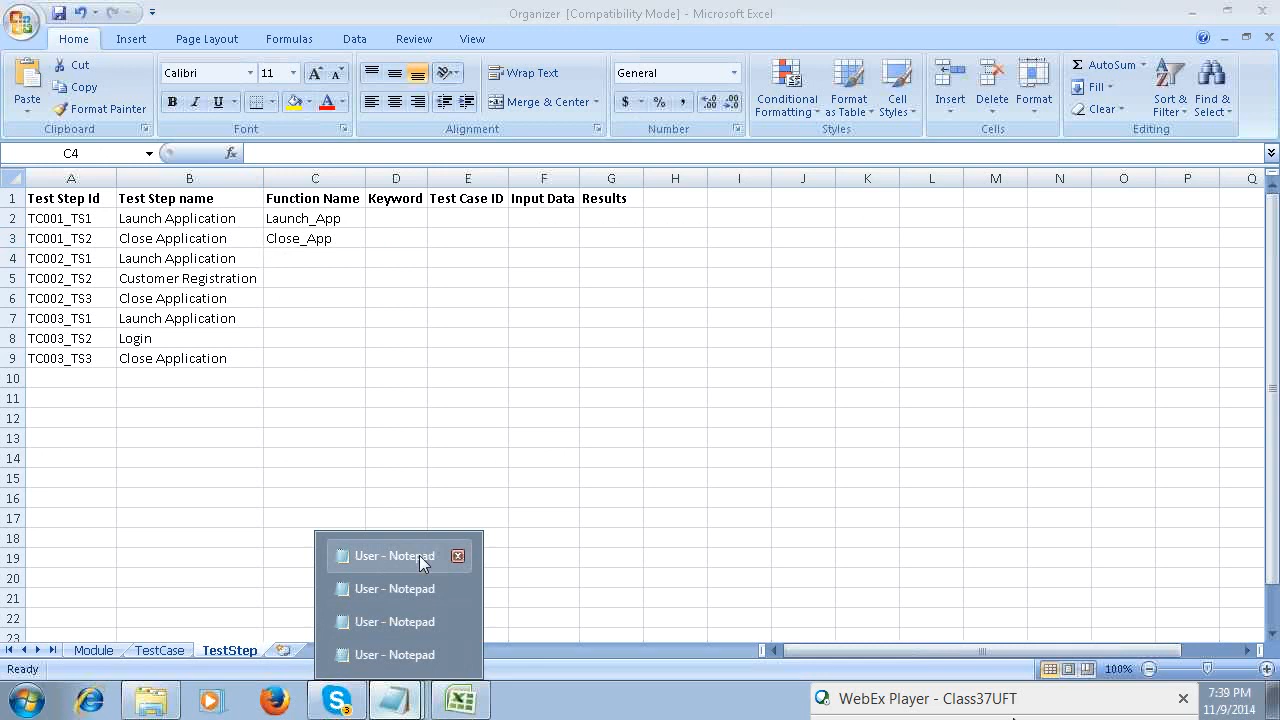 Organizer [Compatibility Mode] - Microsoft Excel
Home Insert Page Layout Formulas Data Review View
Paste Cut Copy Format Painter Clipboard
Calibri 11 B I U Font
Wrap Text Merge & Center Alignment
General $ % , Number
Conditional Formatting Format as Table Cell Styles Styles
Insert Delete Format Cells
AutoSum Fill Clear Sort & Filter Find & Select Editing
C4 fx
A B C D E F G H I J K L M N O P Q
1 Test Step Id Test Step name Function Name Keyword Test Case ID Input Data Results
2 TC001_TS1 Launch Application Launch_App
3 TC001_TS2 Close Application Close_App
4 TC002_TS1 Launch Application
5 TC002_TS2 Customer Registration
6 TC002_TS3 Close Application
7 TC003_TS1 Launch Application
8 TC003_TS2 Login
9 TC003_TS3 Close Application
10
11
12
13
14
15
16
17
18
19
20
21
22
23
User - Notepad
User - Notepad
User - Notepad
User - Notepad
Module TestCase TestStep
Ready 100%
3 WebEx Player - Class37UFT 7:39 PM
11/9/2014